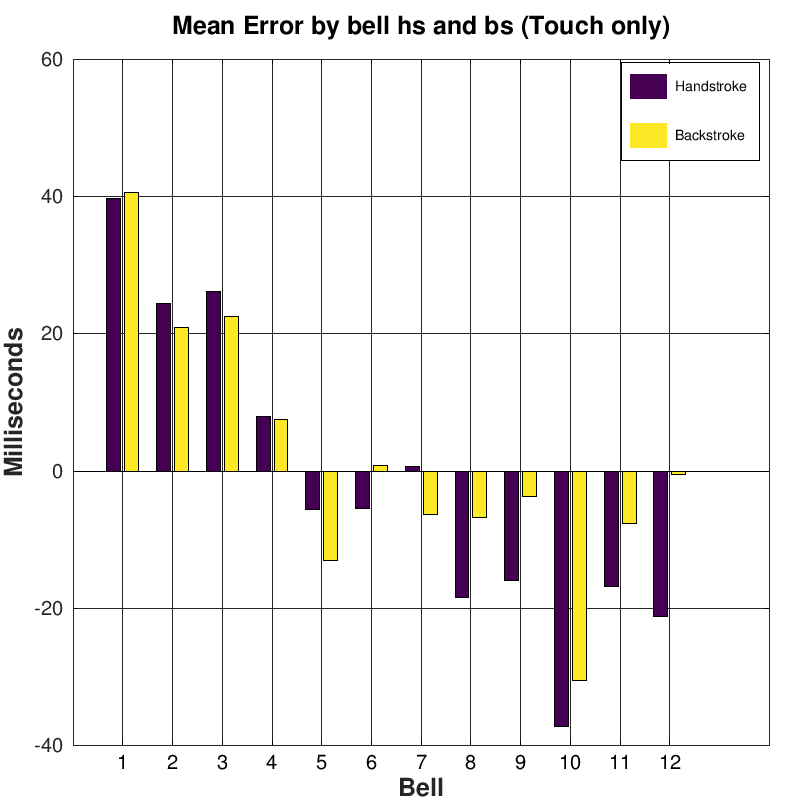 Mean Error by bell hs and bs (Touch only)
Handstroke
Backstroke
60
40
20
0
-20
-40
Milliseconds
1 2 3 4 5 6 7 8 9 10 11 12
Bell